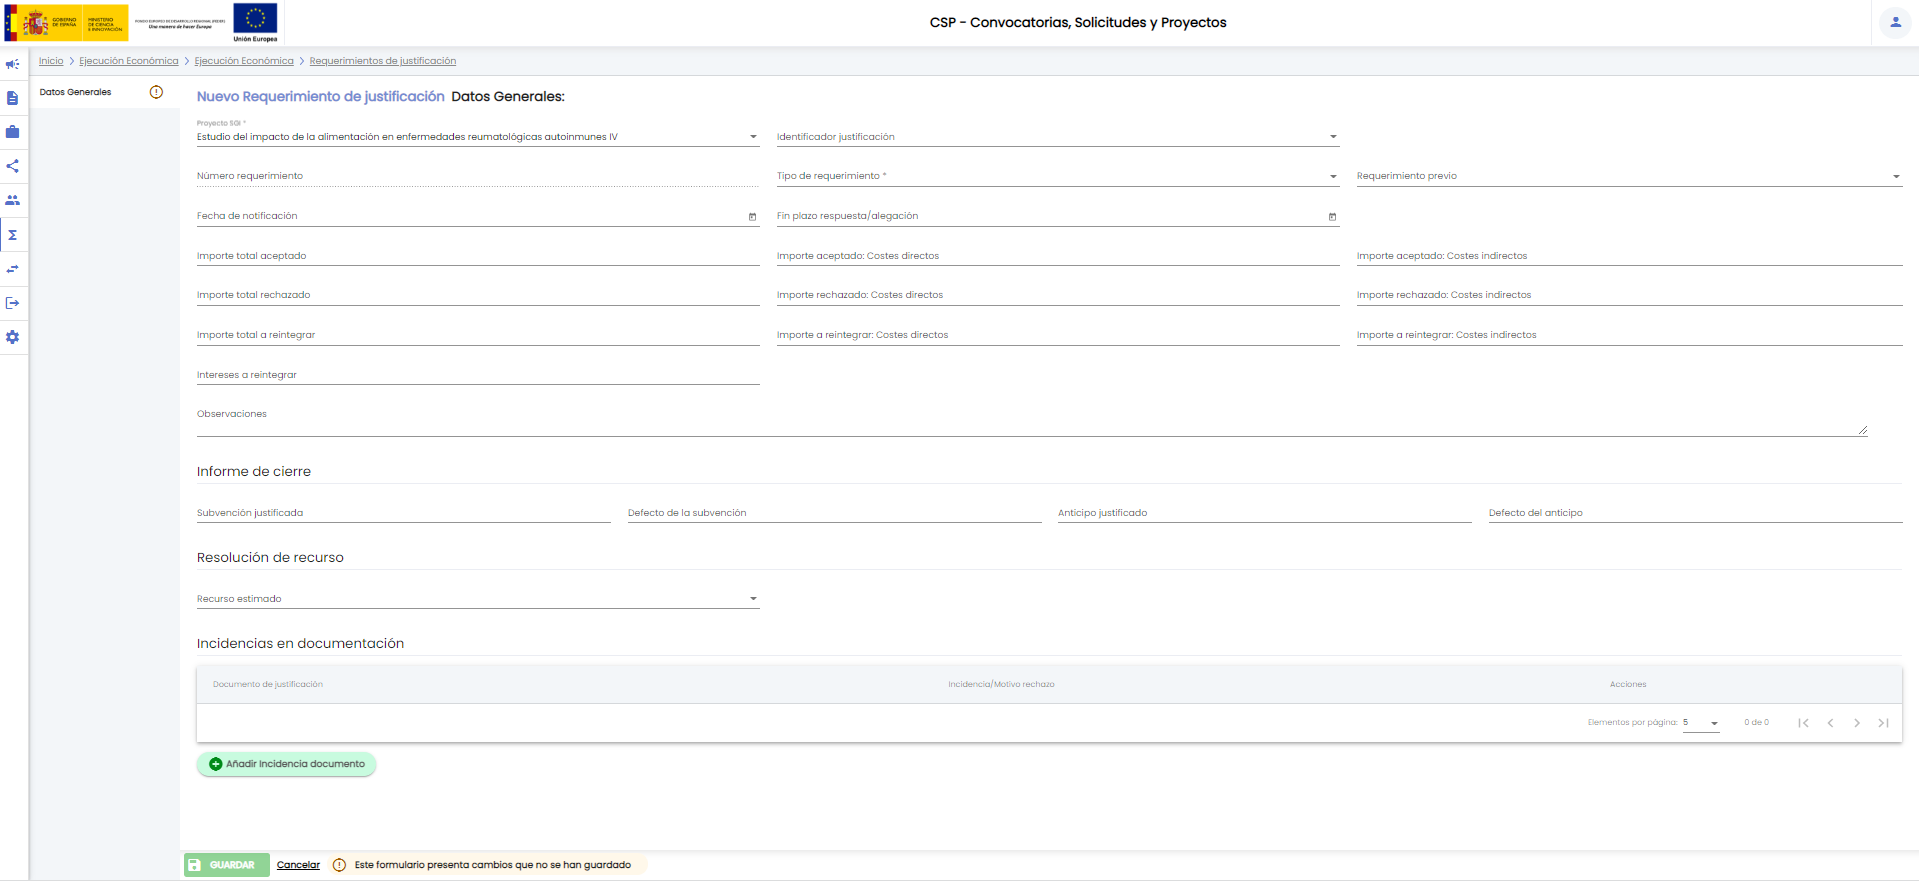 GOBIERNO DE ESPAÑA
MINISTERIO DE CIENCIA E INNOVACIÓN
FONDO EUROPEO DE DESARROLLO REGIONAL (FEDER)
Una manera de hacer Europa
Unión Europea
CSP - Convocatorias, Solicitudes y Proyectos
Inicio > Ejecución Económica > Ejecución Económica > Requerimientos de justificación
Datos Generales
Nuevo Requerimiento de justificación Datos Generales:
Proyecto SGI *
Estudio del impacto de la alimentación en enfermedades reumatológicas autoinmunes IV
Identificador justificación
Número requerimiento
Tipo de requerimiento *
Requerimiento previo
Fecha de notificación
Fin plazo respuesta/alegación
Importe total aceptado
Importe aceptado: Costes directos
Importe aceptado: Costes indirectos
Importe total rechazado
Importe rechazado: Costes directos
Importe rechazado: Costes indirectos
Importe total a reintegrar
Importe a reintegrar: Costes directos
Importe a reintegrar: Costes indirectos
Intereses a reintegrar
Observaciones
Informe de cierre
Subvención justificada
Defecto de la subvención
Anticipo justificado
Defecto del anticipo
Resolución de recurso
Recurso estimado
Incidencias en documentación
Documento de justificación
Incidencia/Motivo rechazo
Acciones
Elementos por página: 5
0 de 0
Añadir Incidencia documento
GUARDAR
Cancelar
Este formulario presenta cambios que no se han guardado